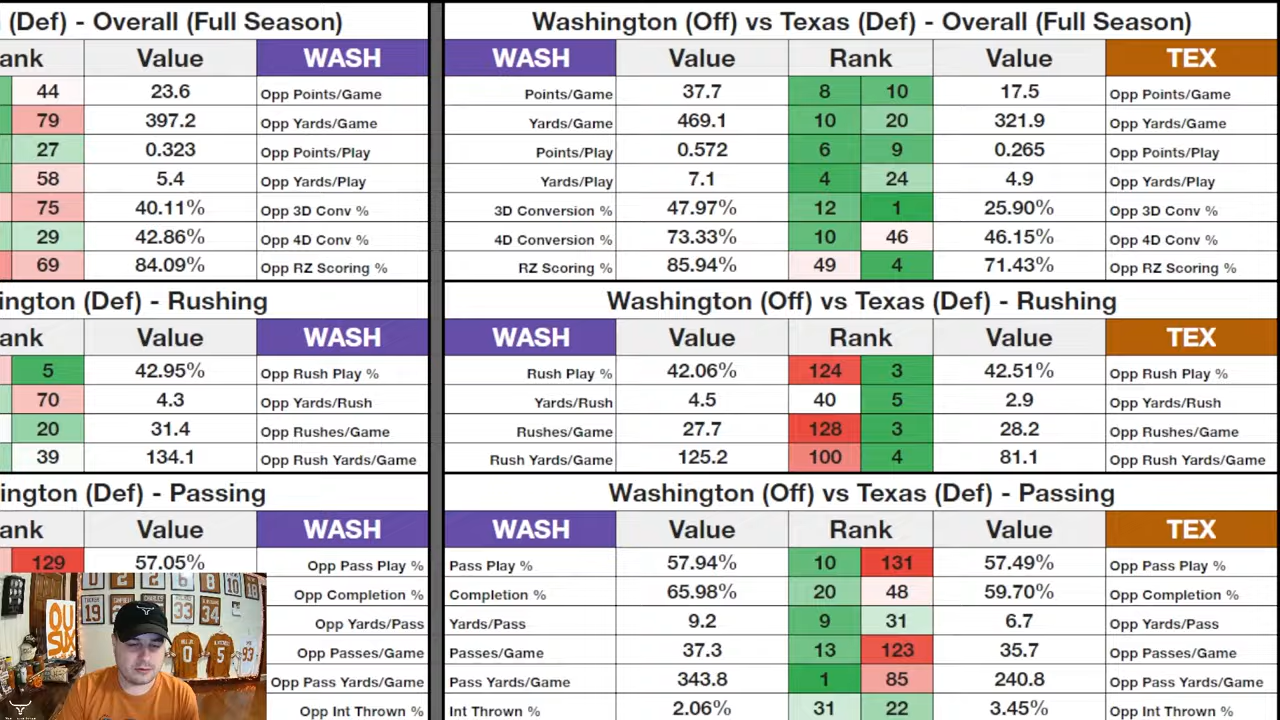 (Def) - Overall (Full Season)
ank Value WASH
44 23.6 Opp Points/Game
79 397.2 Opp Yards/Game
27 0.323 Opp Points/Play
58 5.4 Opp Yards/Play
75 40.11% Opp 3D Conv %
29 42.86% Opp 4D Conv %
69 84.09% Opp RZ Scoring %
ington (Def) - Rushing
ank Value WASH
5 42.95% Opp Rush Play %
70 4.3 Opp Yards/Rush
20 31.4 Opp Rushes/Game
39 134.1 Opp Rush Yards/Game
ington (Def) - Passing
ank Value WASH
129 57.05% Opp Pass Play %
Opp Completion %
Opp Yards/Pass
Opp Passes/Game
Opp Pass Yards/Game
Opp Int Thrown %
Washington (Off) vs Texas (Def) - Overall (Full Season)
WASH Value Rank Value TEX
Points/Game 37.7 8 10 17.5 Opp Points/Game
Yards/Game 469.1 10 20 321.9 Opp Yards/Game
Points/Play 0.572 6 9 0.265 Opp Points/Play
Yards/Play 7.1 4 24 4.9 Opp Yards/Play
3D Conversion % 47.97% 12 1 25.90% Opp 3D Conv %
4D Conversion % 73.33% 10 46 46.15% Opp 4D Conv %
RZ Scoring % 85.94% 49 4 71.43% Opp RZ Scoring %
Washington (Off) vs Texas (Def) - Rushing
WASH Value Rank Value TEX
Rush Play % 42.06% 124 3 42.51% Opp Rush Play %
Yards/Rush 4.5 40 5 2.9 Opp Yards/Rush
Rushes/Game 27.7 128 3 28.2 Opp Rushes/Game
Rush Yards/Game 125.2 100 4 81.1 Opp Rush Yards/Game
Washington (Off) vs Texas (Def) - Passing
WASH Value Rank Value TEX
Pass Play % 57.94% 10 131 57.49% Opp Pass Play %
Completion % 65.98% 20 48 59.70% Opp Completion %
Yards/Pass 9.2 9 31 6.7 Opp Yards/Pass
Passes/Game 37.3 13 123 35.7 Opp Passes/Game
Pass Yards/Game 343.8 1 85 240.8 Opp Pass Yards/Game
Int Thrown % 2.06% 31 22 3.45% Opp Int Thrown %
0 2 2 6 8 10
19 33 34
OU
SUX
0 5 93